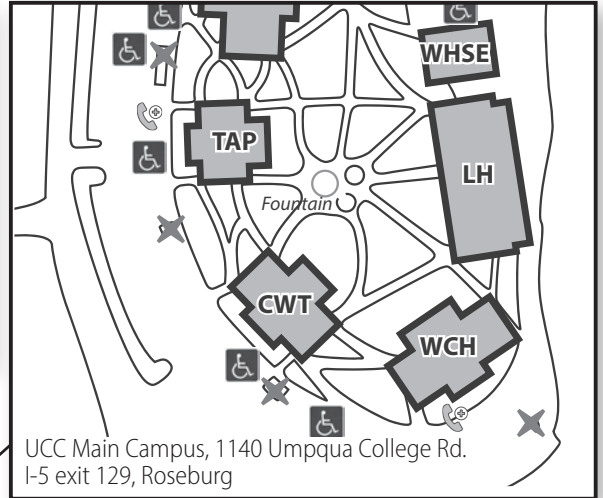 WHSE
TAP
LH
Fountain
CWT
WCH
UCC Main Campus, 1140 Umpqua College Rd.
I-5 exit 129, Roseburg